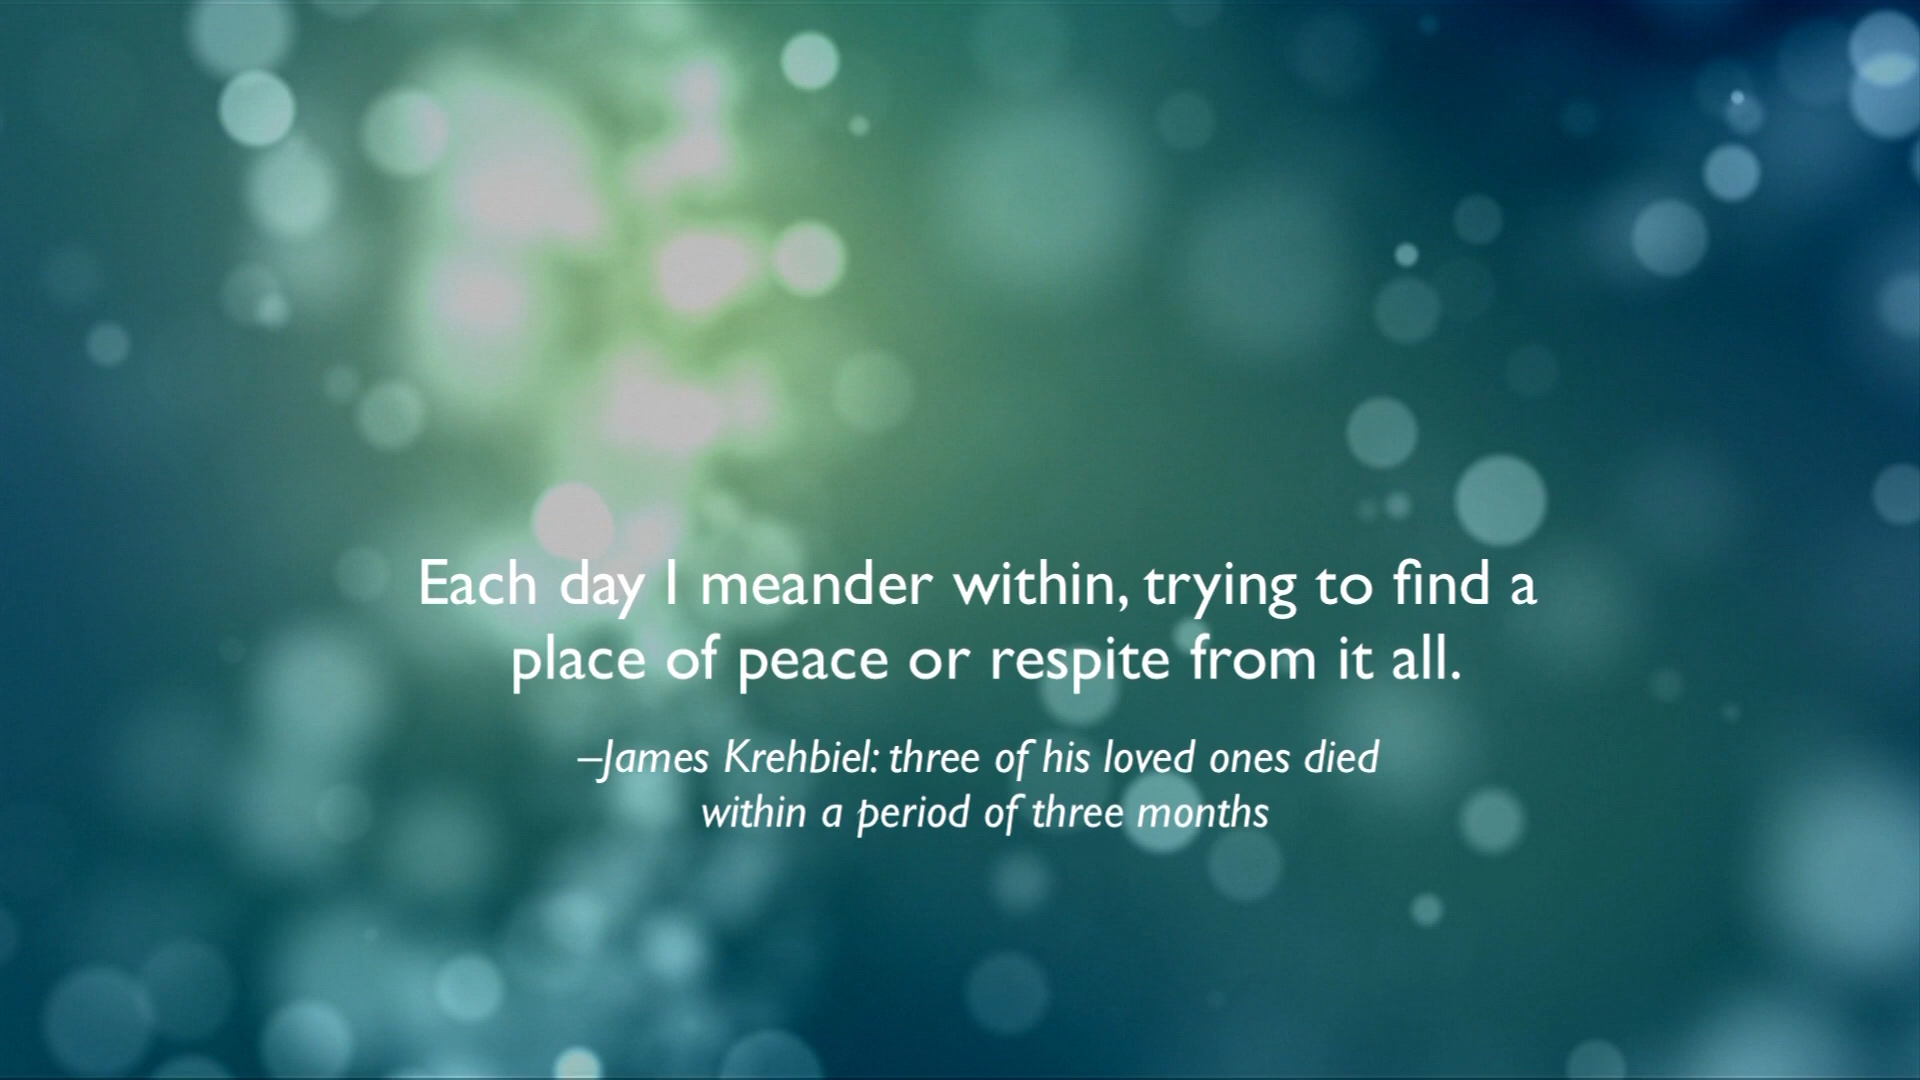 Each day I meander within, trying to find a
place of peace or respite from it all.
–James Krehbiel: three of his loved ones died
within a period of three months